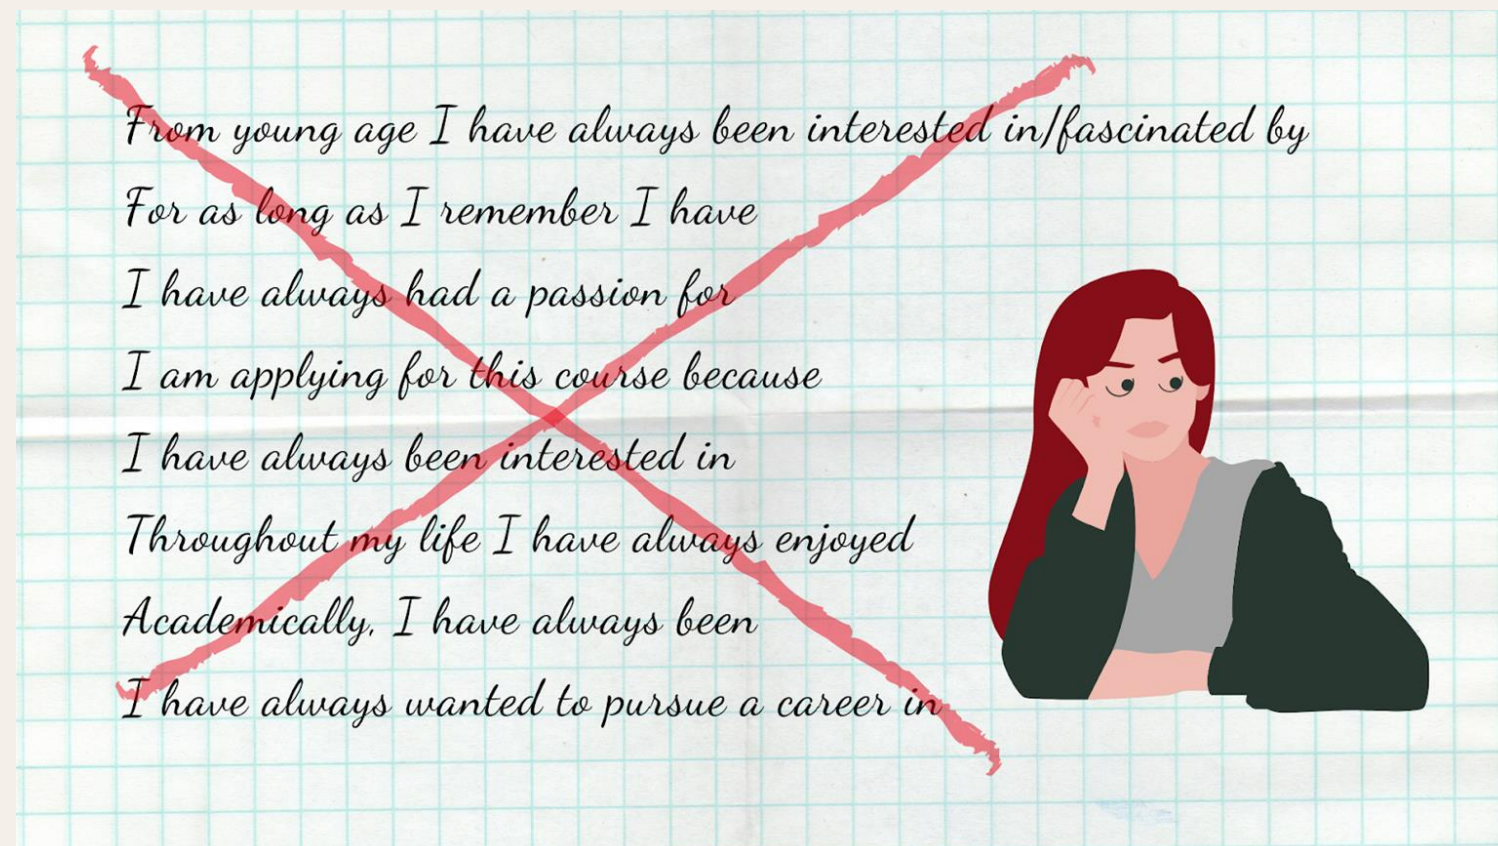 From young age I have always been interested in/fascinated by
For as long as I remember I have
I have always had a passion for
I am applying for this course because
I have always been interested in
Throughout my life I have always enjoyed
Academically, I have always been
I have always wanted to pursue a career in